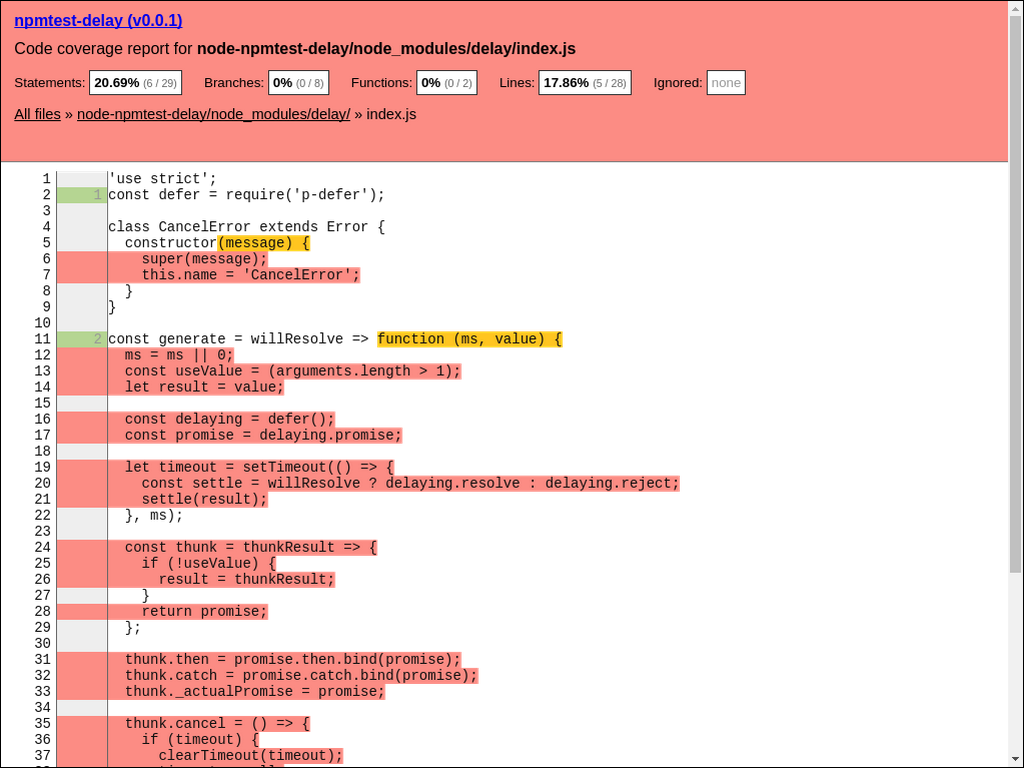 npmtest-delay (v0.0.1)
Code coverage report for node-npmtest-delay/node_modules/delay/index.js
Statements: 20.69% (6 / 29) Branches: 0% (0 / 8) Functions: 0% (0 / 2) Lines: 17.86% (5 / 28) Ignored: none
All files » node-npmtest-delay/node_modules/delay/ » index.js
1 'use strict';
2 1 const defer = require('p-defer');
3
4 class CancelError extends Error {
5   constructor(message) {
6     super(message);
7     this.name = 'CancelError';
8   }
9 }
10
11 2 const generate = willResolve => function (ms, value) {
12   ms = ms || 0;
13   const useValue = (arguments.length > 1);
14   let result = value;
15
16   const delaying = defer();
17   const promise = delaying.promise;
18
19   let timeout = setTimeout(() => {
20     const settle = willResolve ? delaying.resolve : delaying.reject;
21     settle(result);
22   }, ms);
23
24   const thunk = thunkResult => {
25     if (!useValue) {
26       result = thunkResult;
27     }
28     return promise;
29   };
30
31   thunk.then = promise.then.bind(promise);
32   thunk.catch = promise.catch.bind(promise);
33   thunk._actualPromise = promise;
34
35   thunk.cancel = () => {
36     if (timeout) {
37       clearTimeout(timeout);